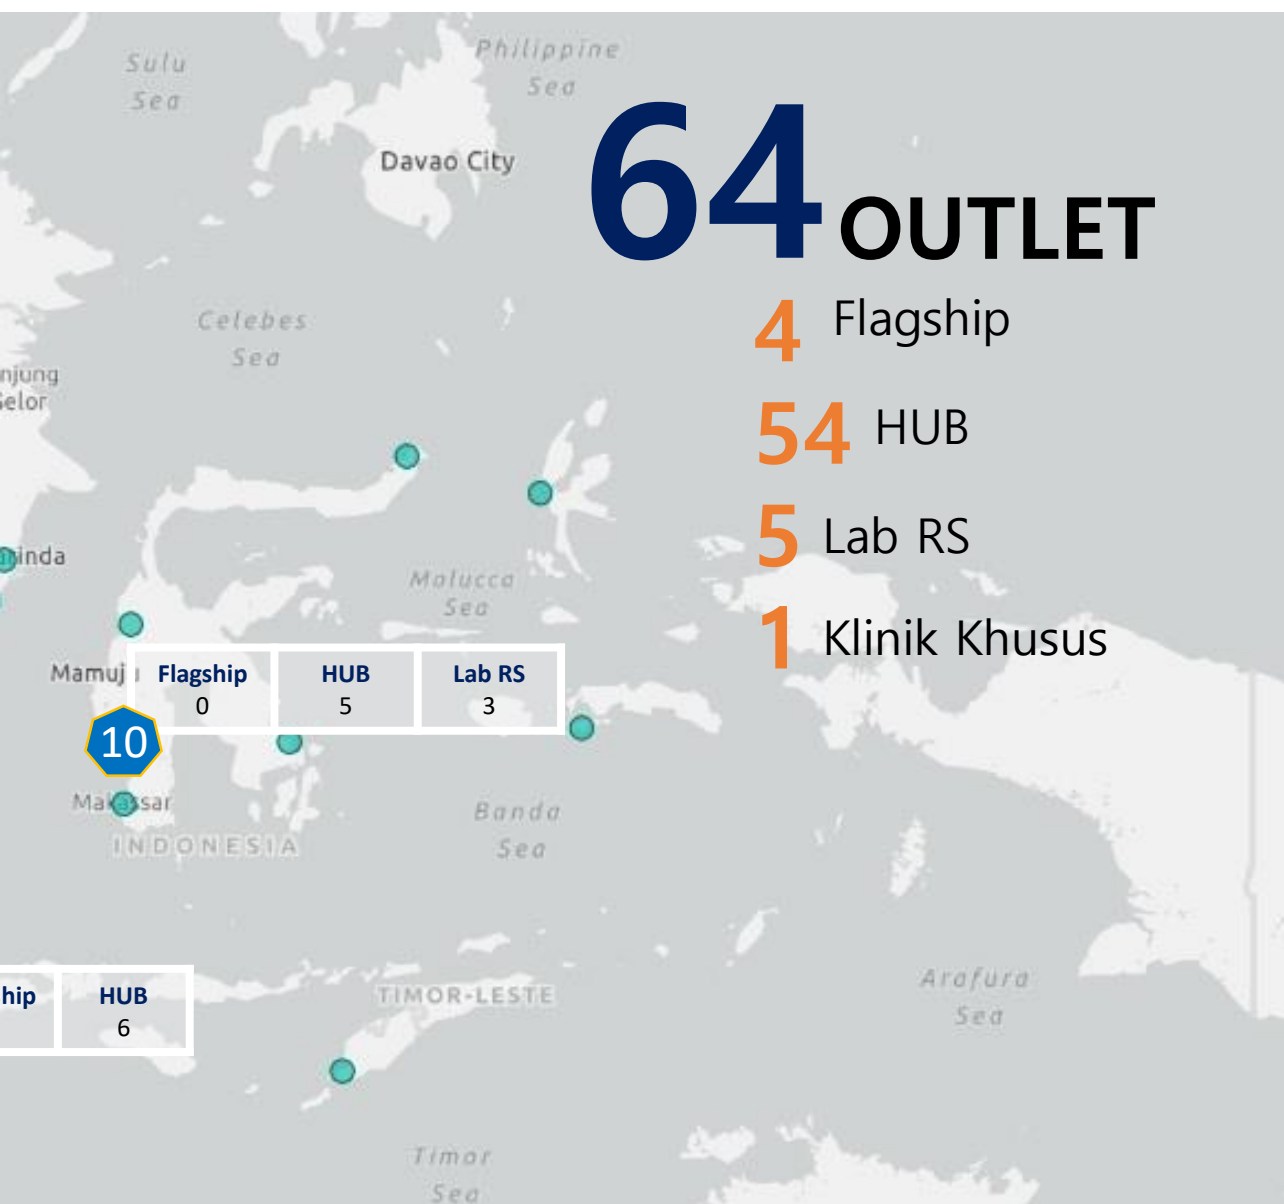 Sulu
Sea
Philippine
Sea
Davao City
64 OUTLET
4 Flagship
54 HUB
5 Lab RS
1 Klinik Khusus
Celebes
Sea
njung
Selor
rinda
Molucca
Sea
Mamuj
Flagship HUB Lab RS
0 5 3
10
Makassar
INDONESIA
Banda
Sea
hip HUB
6
TIMOR-LESTE
Arafura
Sea
Timor
Sea